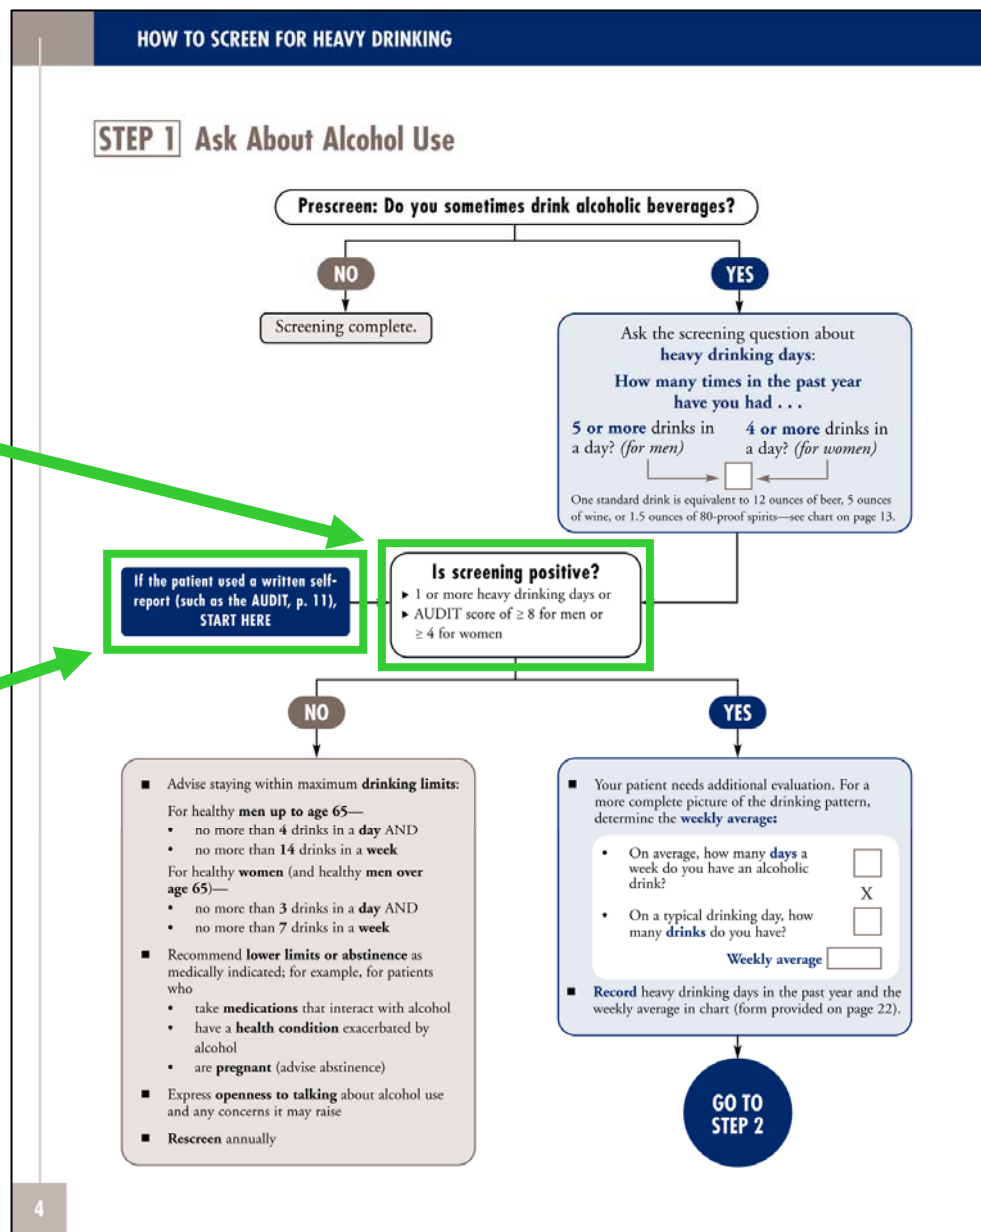 HOW TO SCREEN FOR HEAVY DRINKING
STEP 1 Ask About Alcohol Use
Prescreen: Do you sometimes drink alcoholic beverages?
NO
YES
Screening complete.
Ask the screening question about
heavy drinking days:
How many times in the past year
have you had . . .
5 or more drinks in
a day? (for men)
4 or more drinks in
a day? (for women)
One standard drink is equivalent to 12 ounces of beer, 5 ounces
of wine, or 1.5 ounces of 80-proof spirits—see chart on page 13.
If the patient used a written self-
report (such as the AUDIT, p. 11),
START HERE
Is screening positive?
▸ 1 or more heavy drinking days or
▸ AUDIT score of ≥ 8 for men or
≥ 4 for women
NO
YES
■ Advise staying within maximum drinking limits:
For healthy men up to age 65—
• no more than 4 drinks in a day AND
• no more than 14 drinks in a week
For healthy women (and healthy men over
age 65)—
• no more than 3 drinks in a day AND
• no more than 7 drinks in a week
■ Recommend lower limits or abstinence as
medically indicated; for example, for patients
who
• take medications that interact with alcohol
• have a health condition exacerbated by
alcohol
• are pregnant (advise abstinence)
■ Express openness to talking about alcohol use
and any concerns it may raise
■ Rescreen annually
■ Your patient needs additional evaluation. For a
more complete picture of the drinking pattern,
determine the weekly average:
• On average, how many days a
week do you have an alcoholic
drink?
X
• On a typical drinking day, how
many drinks do you have?
Weekly average
■ Record heavy drinking days in the past year and the
weekly average in chart (form provided on page 22).
GO TO
STEP 2
4